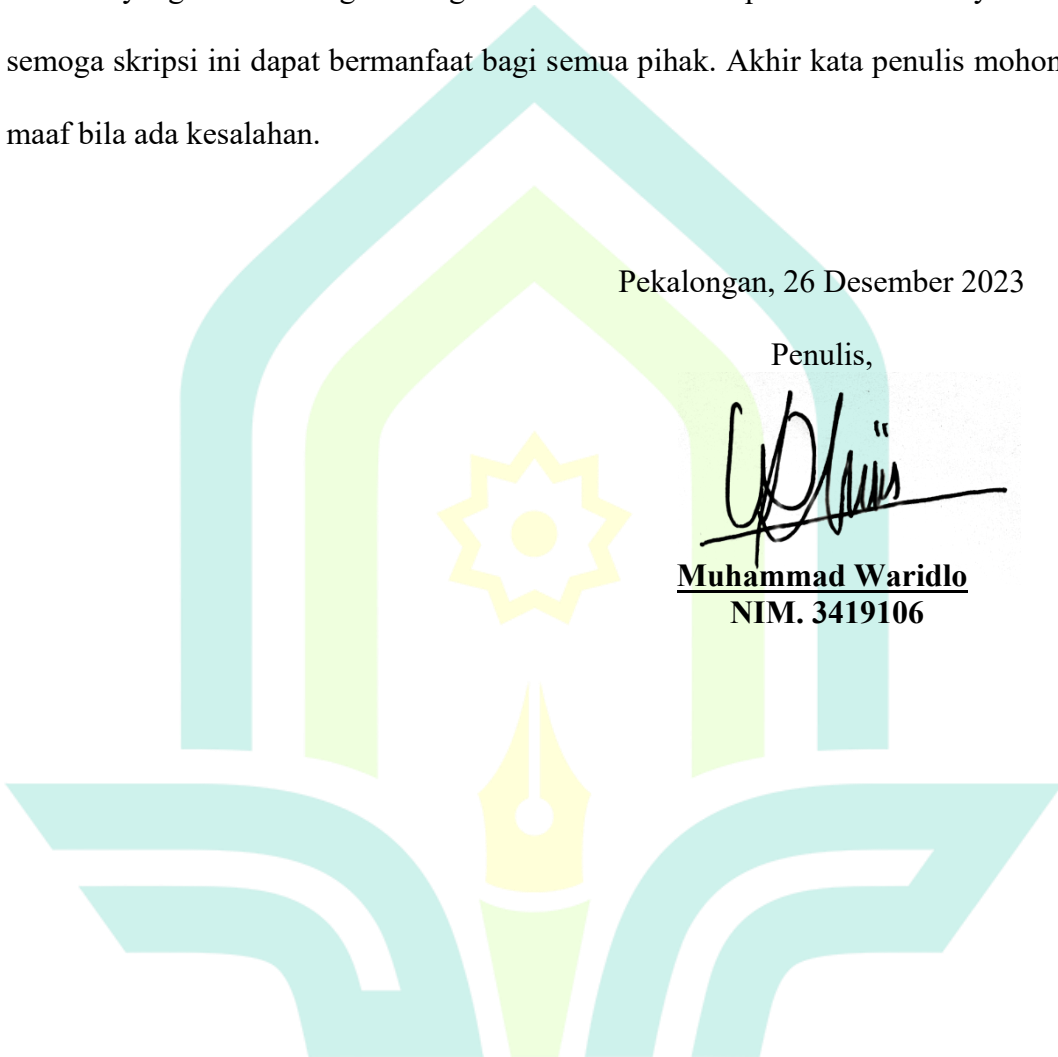 semoga skripsi ini dapat bermanfaat bagi semua pihak. Akhir kata penulis mohon
maaf bila ada kesalahan.
Pekalongan, 26 Desember 2023
Penulis,
Muhammad Waridlo
NIM. 3419106